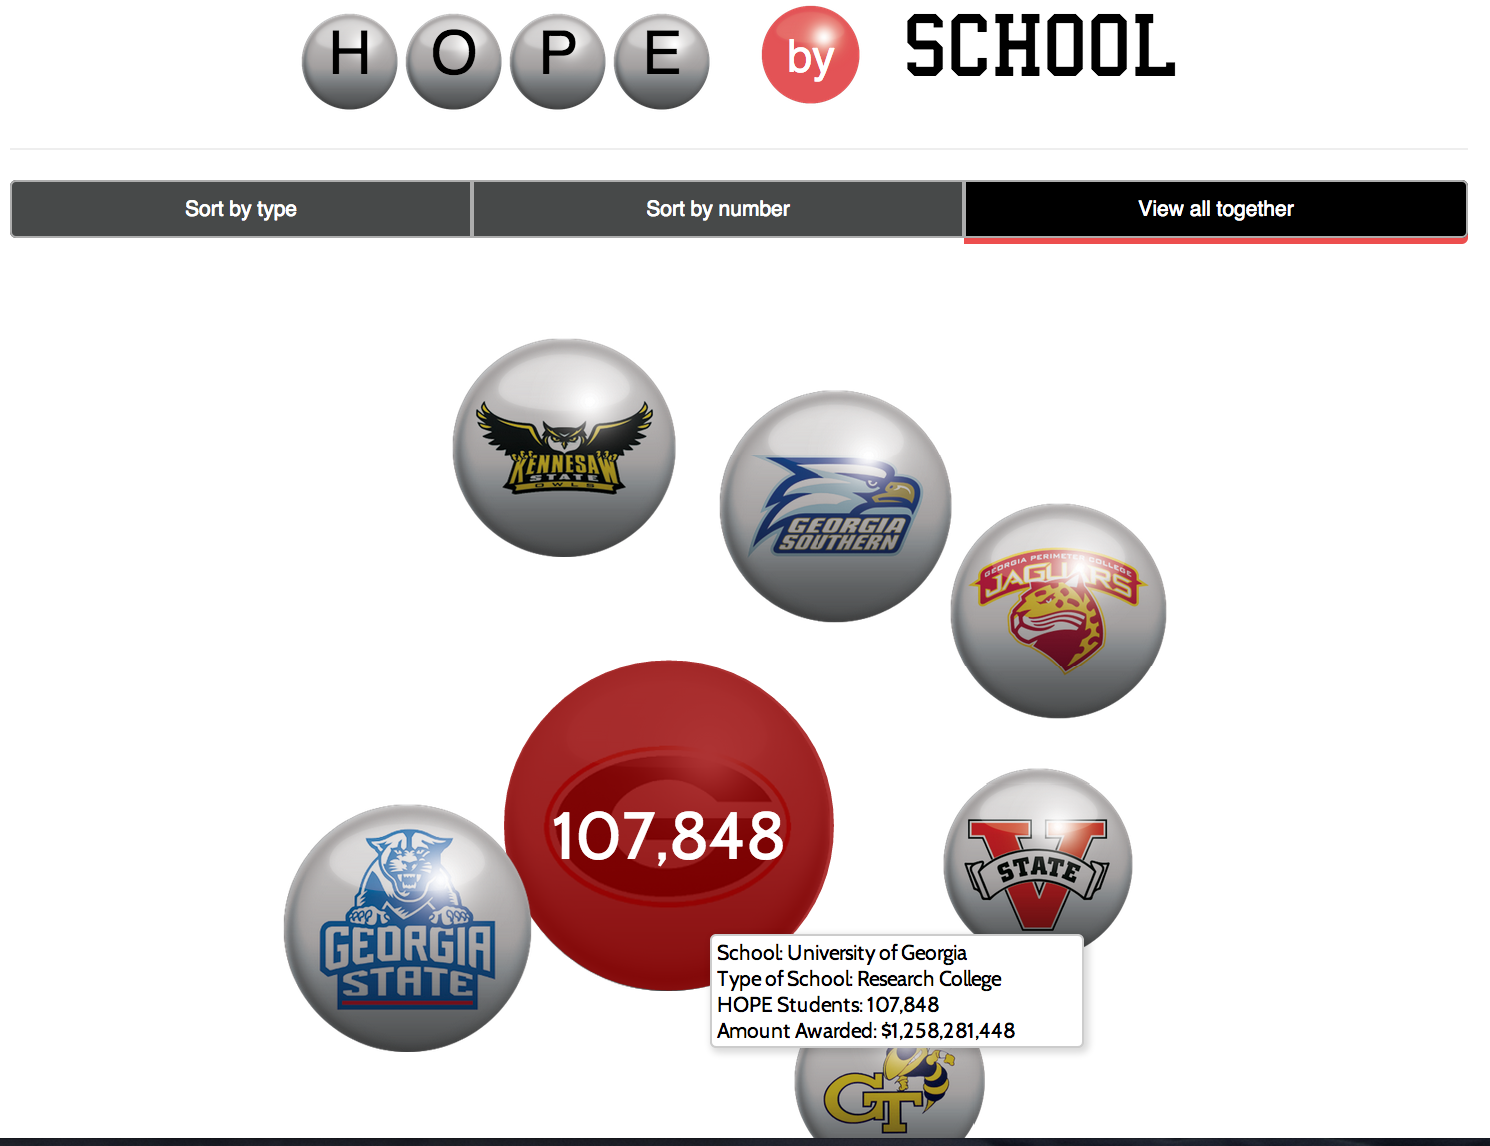 HOPE by SCHOOL
Sort by type
Sort by number
View all together
KENNESAW
STATE
OWLS
GEORGIA
SOUTHERN
GEORGIA PERIMETER COLLEGE
JAGUARS
107,848
STATE
V
GEORGIA
STATE
School: University of Georgia
Type of School: Research College
HOPE Students: 107,848
Amount Awarded: $1,258,281,448
GT